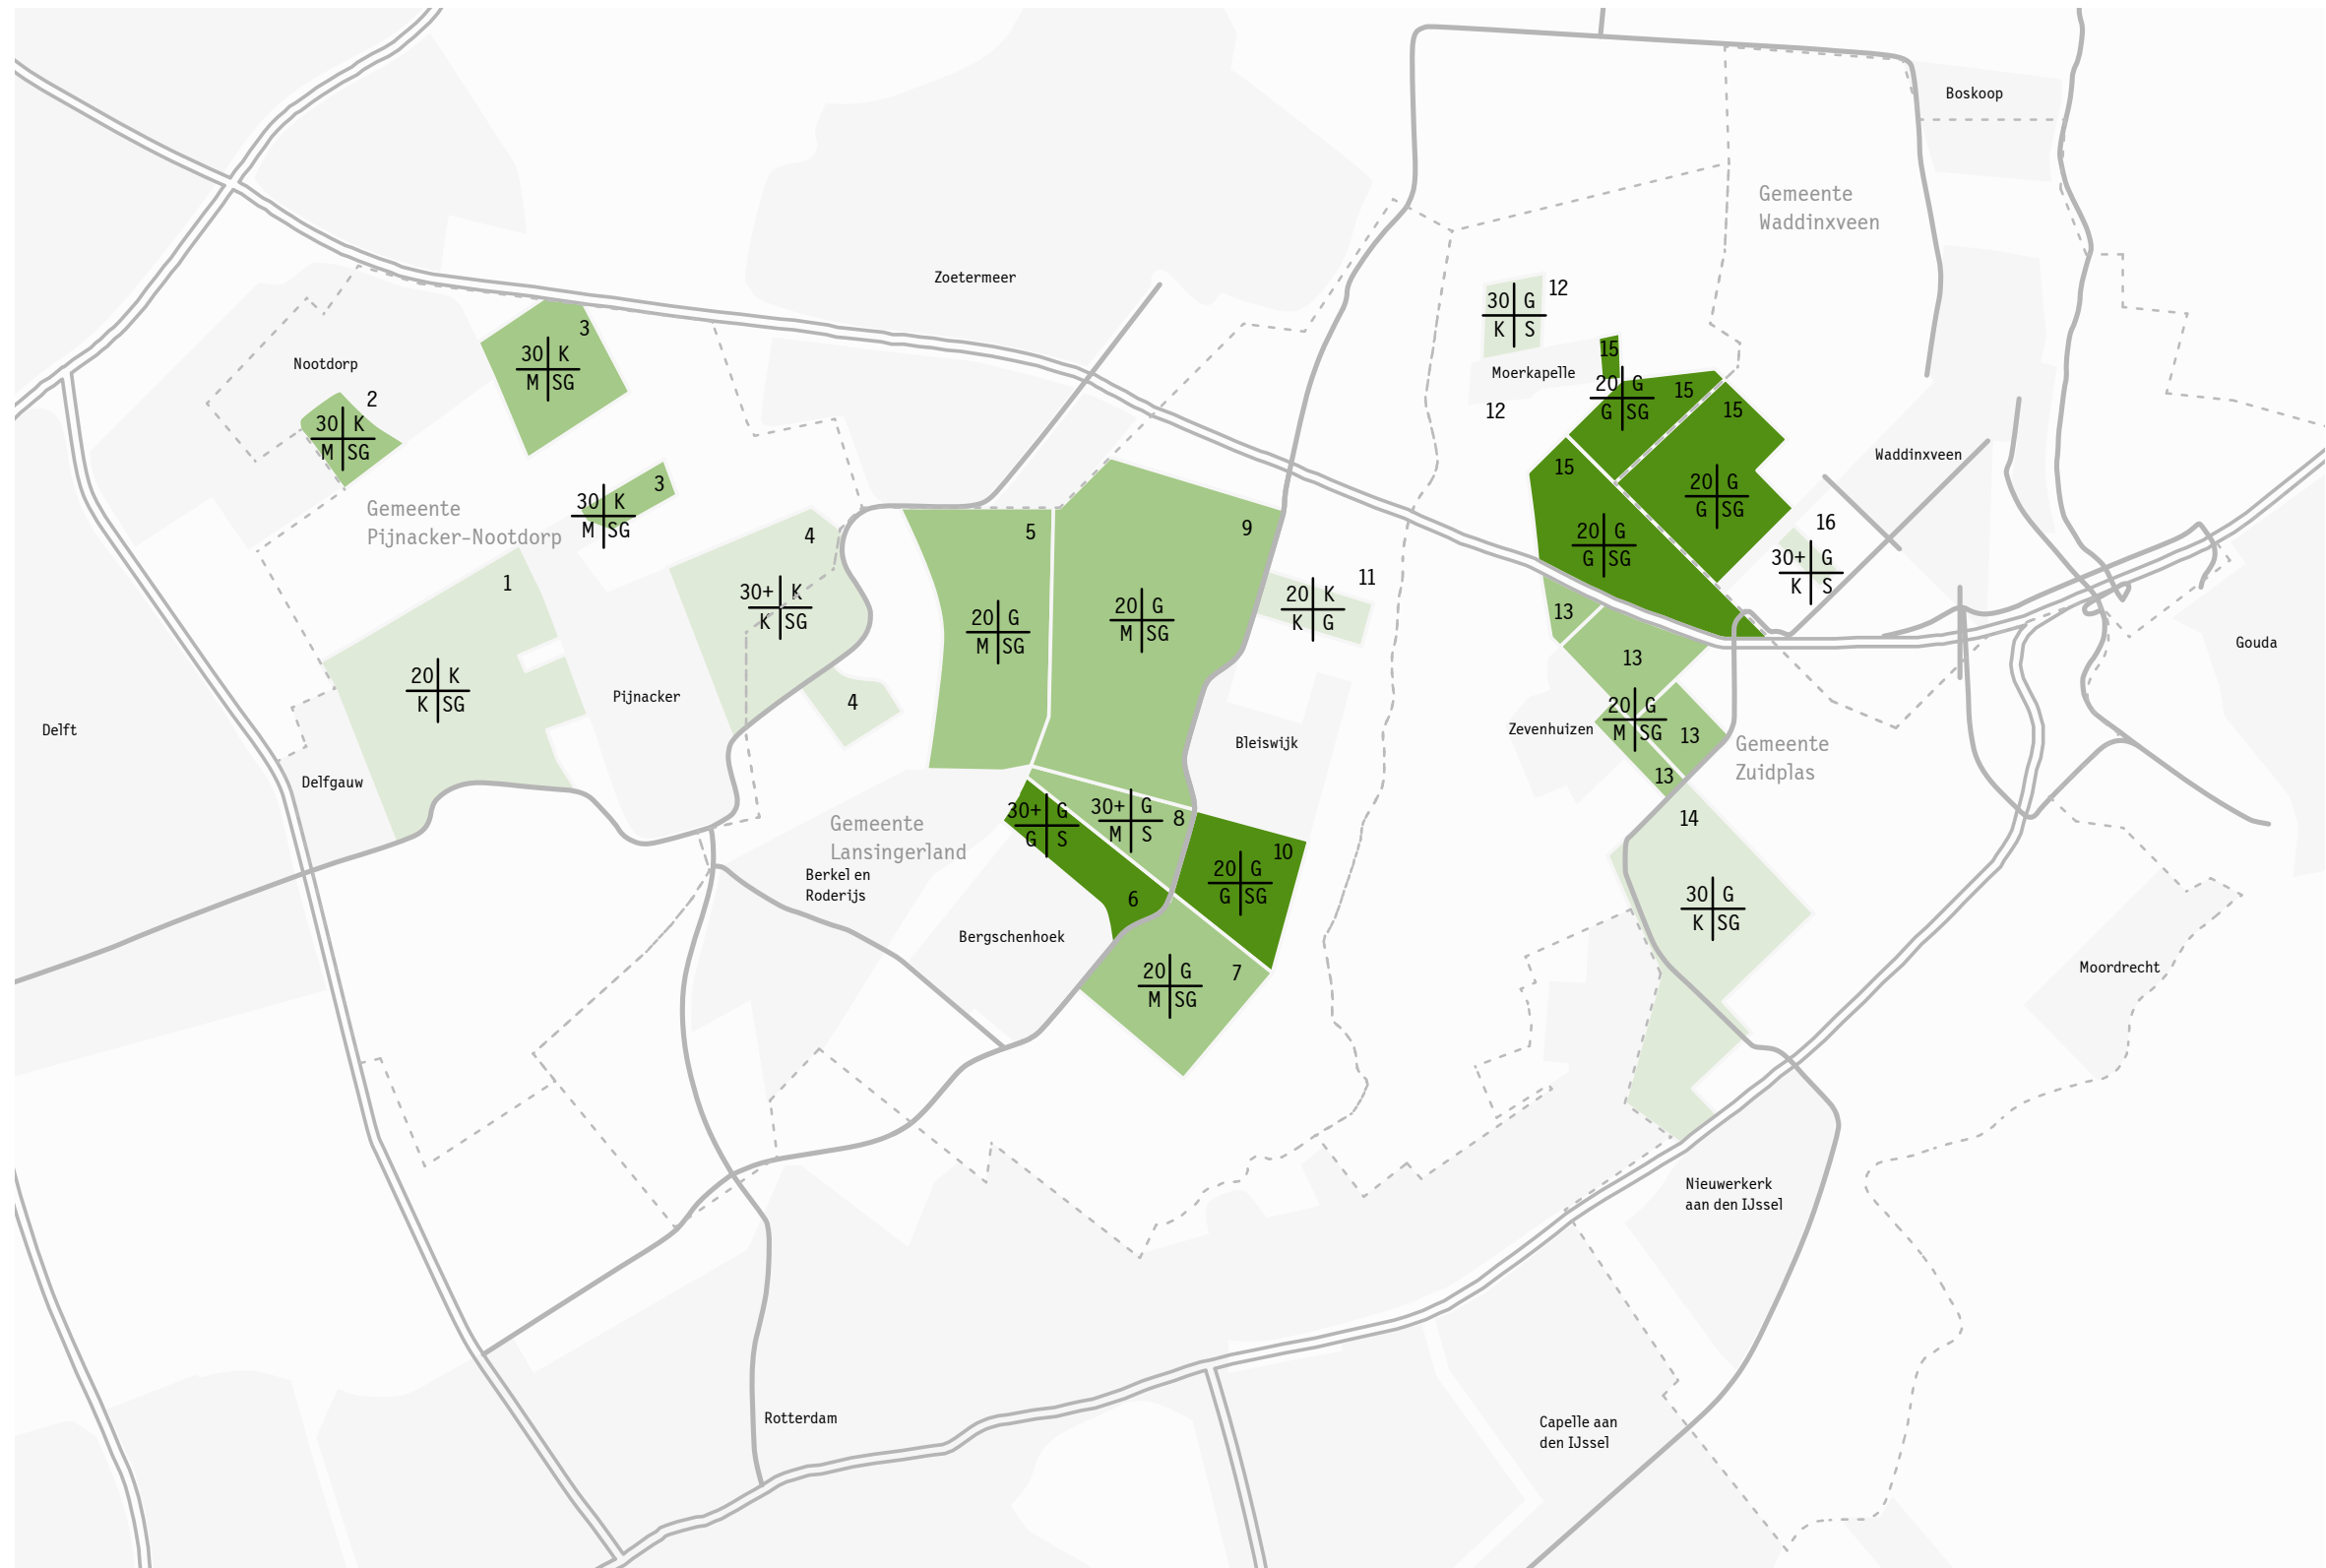 Boskoop
Gemeente
Waddinxveen
Zoetermeer
12
30 G
K S
3
30 K
M SG
15
Nootdorp
Moerkapelle
20 G
G SG
15
15
2
30 K
M SG
12
Waddinxveen
15
3
30 K
M SG
20 G
G SG
Gemeente
Pijnacker-Nootdorp
4
5
9
20 G
G SG
16
30+ G
K S
1
30+ K
K SG
20 G
M SG
20 G
M SG
11
20 K
K G
13
Gouda
13
20 K
K SG
Pijnacker
4
20 G
M SG
Delft
Zevenhuizen
13
Bleiswijk
Gemeente
Zuidplas
Delfgauw
13
30+ G
G S
30+ G
M S
8
14
Gemeente
Lansingerland
10
Berkel en
Roderijs
20 G
G SG
6
30 G
K SG
Bergschenhoek
20 G
M SG
7
Moordrecht
Nieuwerkerk
aan den IJssel
Rotterdam
Capelle aan
den IJssel